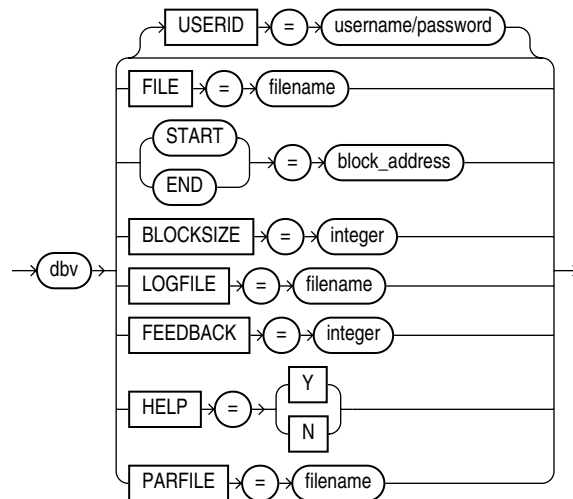 USERID = username/password
FILE = filename
START
= block_address
END
BLOCKSIZE = integer
dbv
LOGFILE = filename
FEEDBACK = integer
Y
HELP =
N
PARFILE = filename